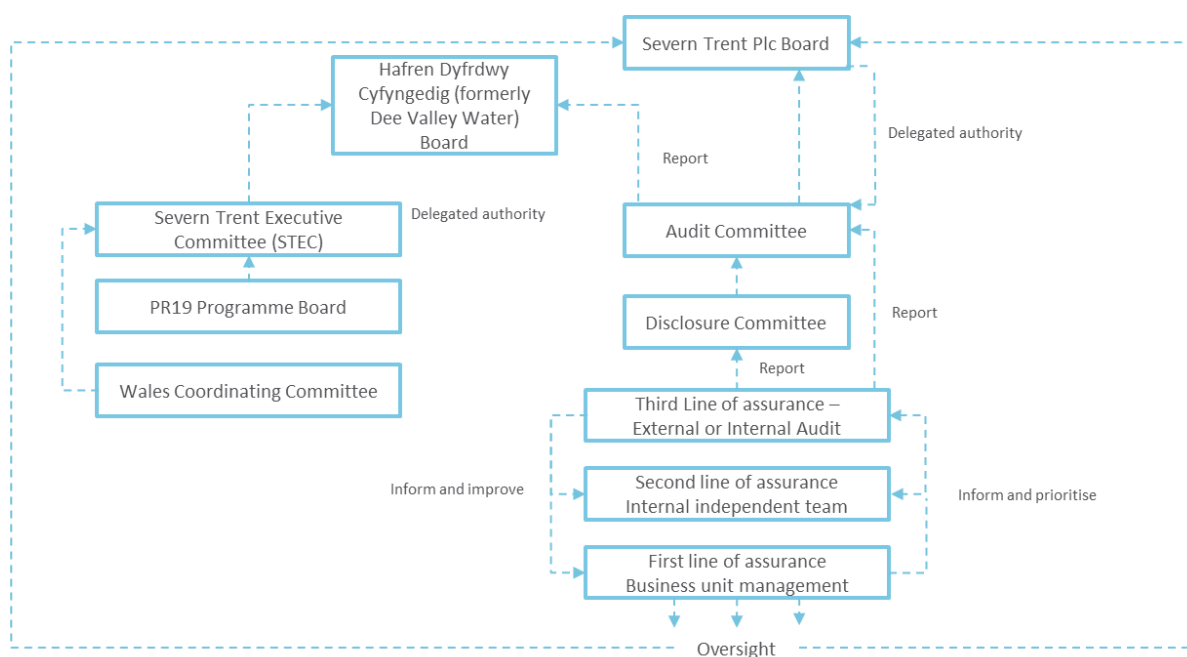 Severn Trent Plc Board
Hafren Dyfrdwy
Cyfyngedig (formerly
Dee Valley Water)
Board
Delegated authority
Report
Severn Trent Executive
Committee (STEC)
Delegated authority
Audit Committee
PR19 Programme Board
Disclosure Committee
Report
Wales Coordinating Committee
Report
Third Line of assurance –
External or Internal Audit
Inform and improve
Second line of assurance
Internal independent team
Inform and prioritise
First line of assurance
Business unit management
Oversight